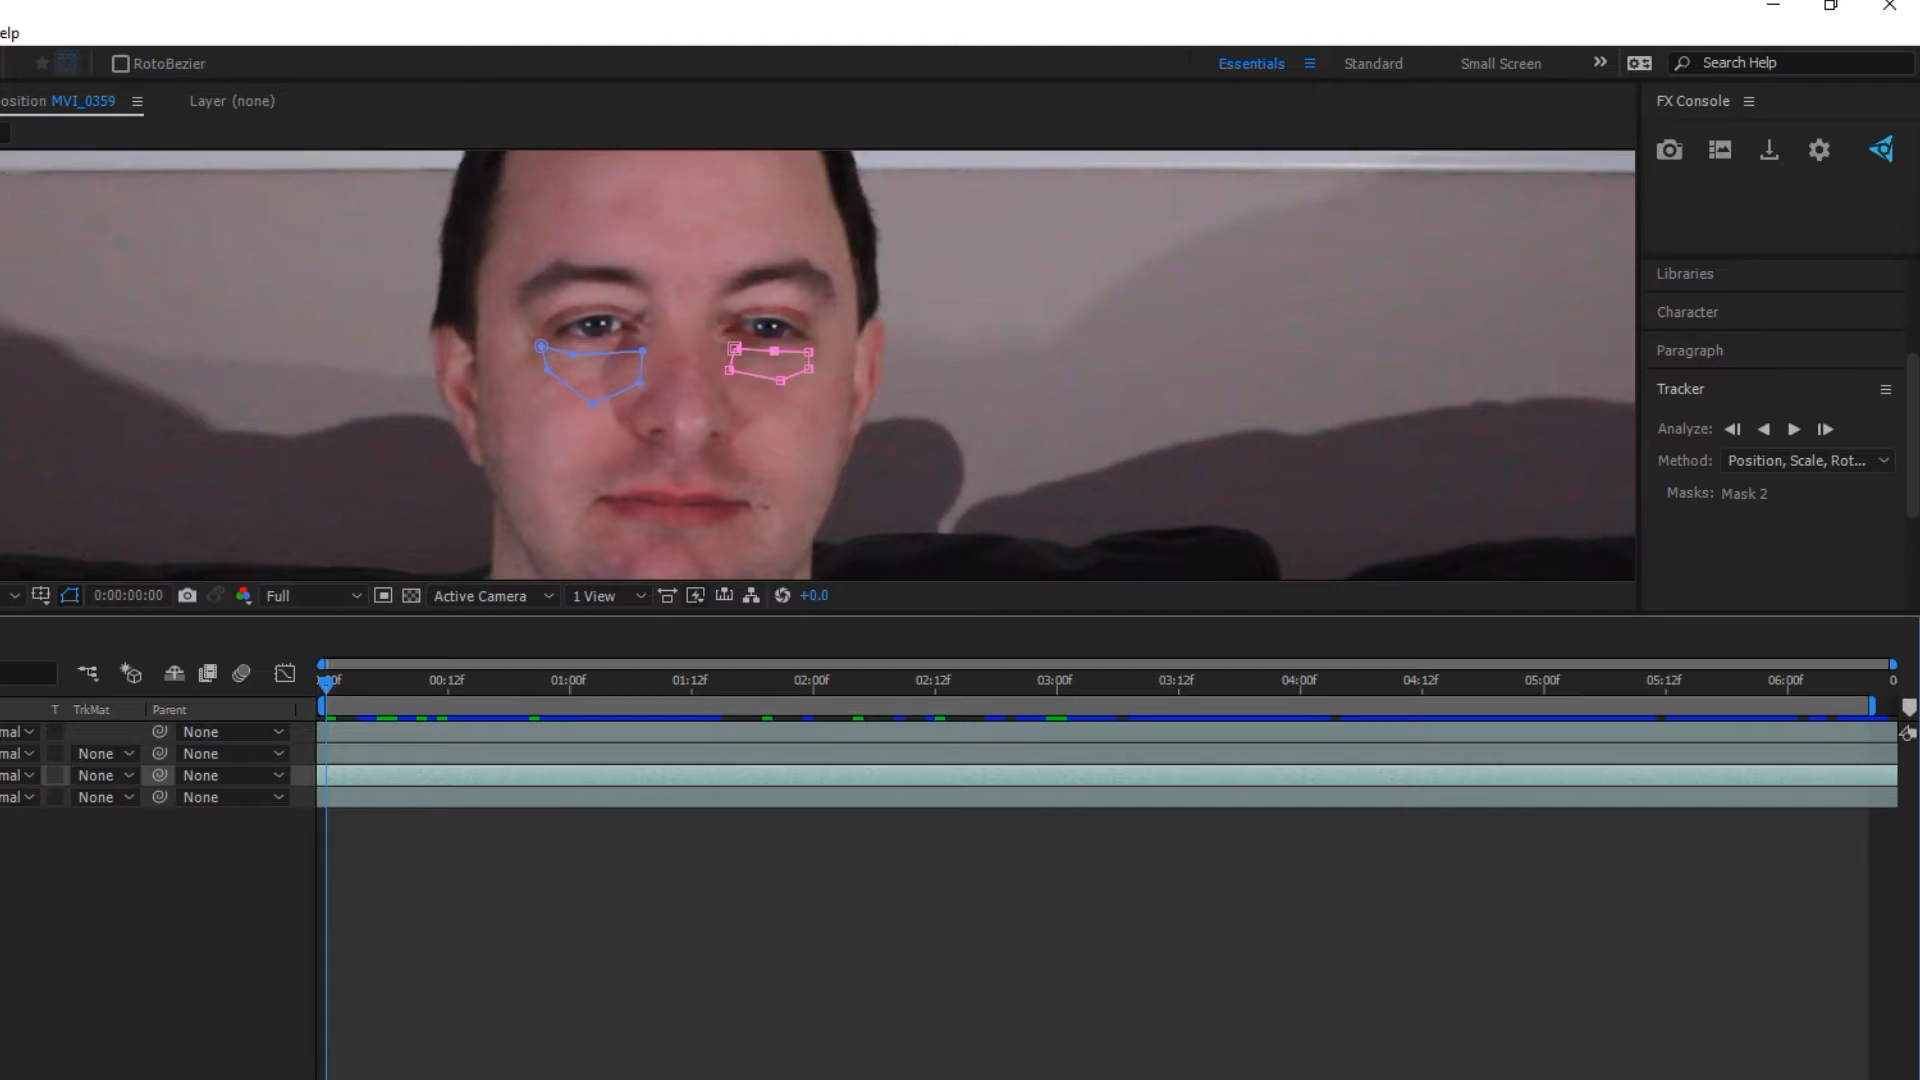 elp
RotoBezier
Essentials
Standard
Small Screen
Search Help
osition MVI_0359
Layer (none)
FX Console
Libraries
Character
Paragraph
Tracker
Analyze:
Method: Position, Scale, Rot...
Masks: Mask 2
0:00:00:00
Full
Active Camera
1 View
+0.0
:00f 00:12f 01:00f 01:12f 02:00f 02:12f 03:00f 03:12f 04:00f 04:12f 05:00f 05:12f 06:00f 0
T TrkMat Parent
mal None
mal None None
mal None None
mal None None